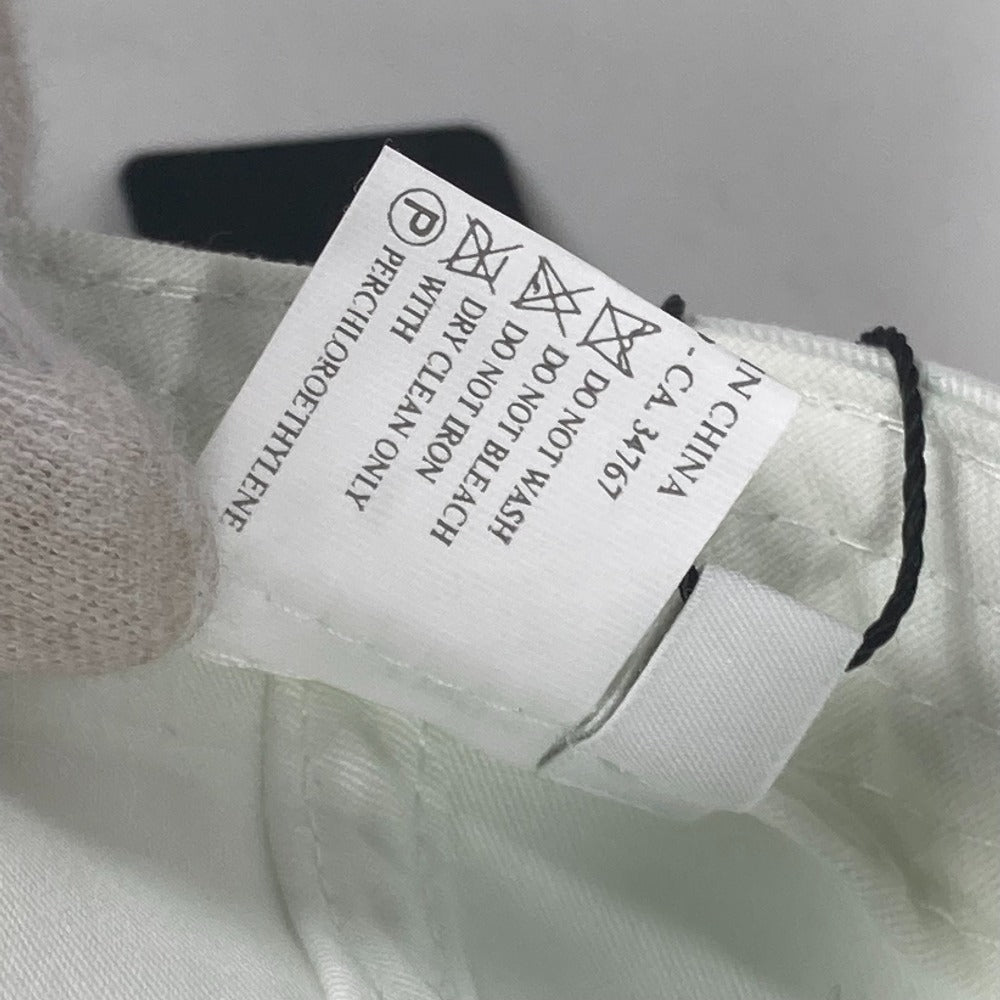 IN CHINA
- CA. 34767
DO NOT WASH
DO NOT BLEACH
DO NOT IRON
DRY CLEAN ONLY
WITH
PERCHLOROETHYLENE
P